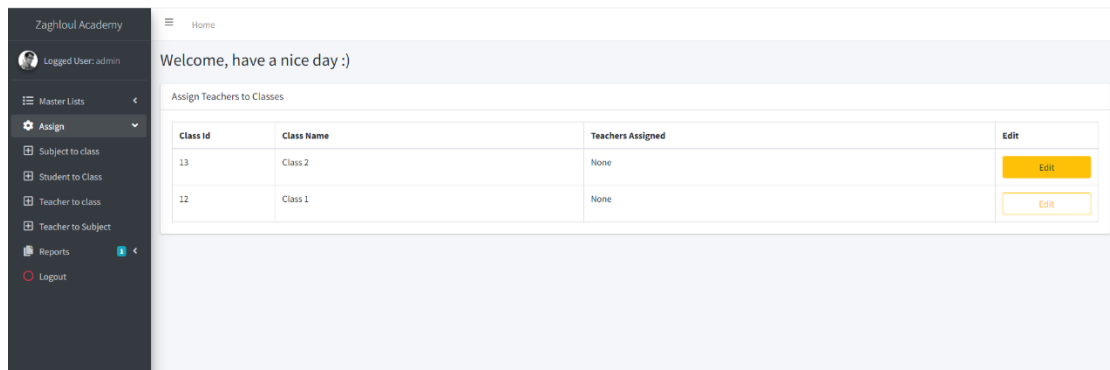 Zaghloul Academy
Home
Logged User: admin
Master Lists
Assign
Subject to class
Student to Class
Teacher to class
Teacher to Subject
Reports 1
Logout
Welcome, have a nice day :)
Assign Teachers to Classes
Class Id Class Name Teachers Assigned Edit
13 Class 2 None Edit
12 Class 1 None Edit